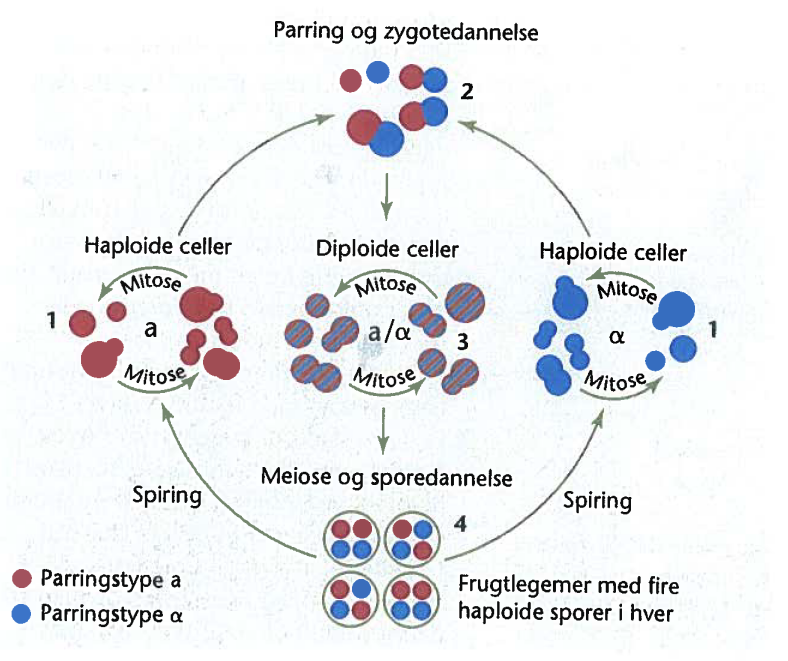 Parring og zygotedannelse
2
Haploide celler
Diploide celler
Haploide celler
Mitose
Mitose
Mitose
1
a
a/α
3
α
1
Mitose
Mitose
Mitose
Meiose og sporedannelse
Spiring
Spiring
4
Parringstype a
Parringstype α
Frugtlegemer med fire
haploide sporer i hver